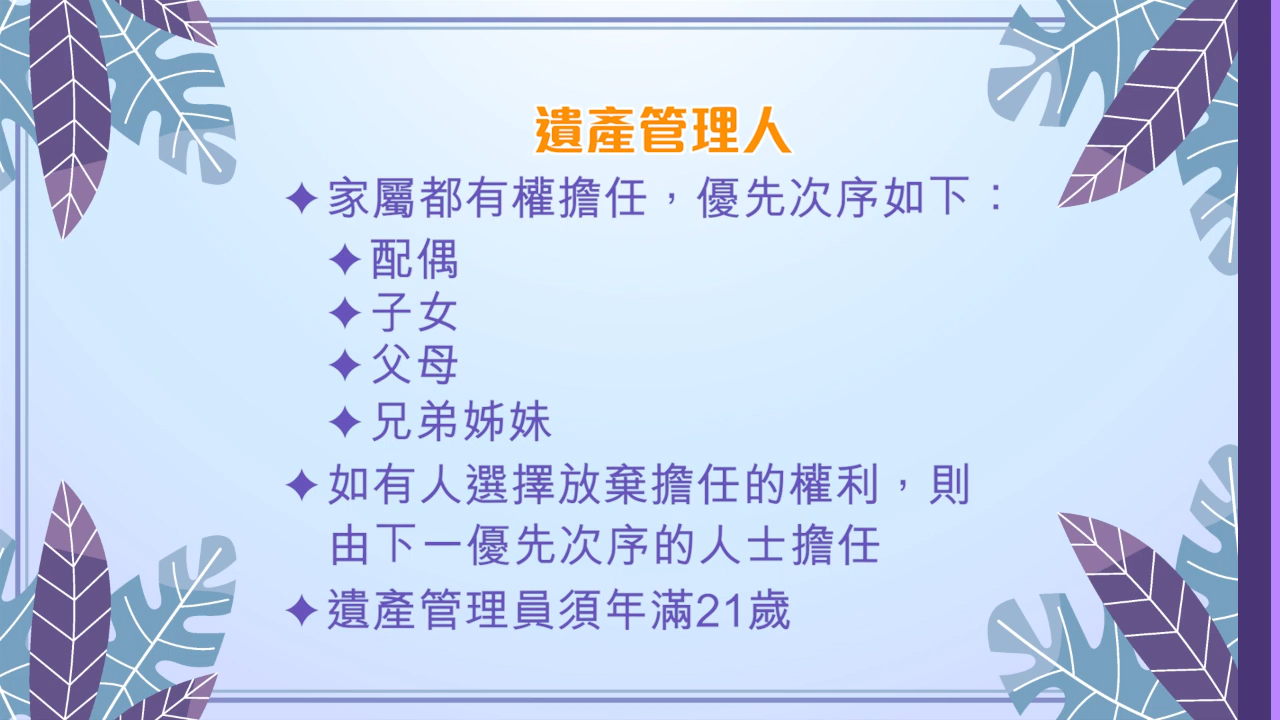 遺產管理人
✦家屬都有權擔任，優先次序如下：
✦配偶
✦子女
✦父母
✦兄弟姊妹
✦如有人選擇放棄擔任的權利，則
由下一優先次序的人士擔任
✦遺產管理員須年滿21歲